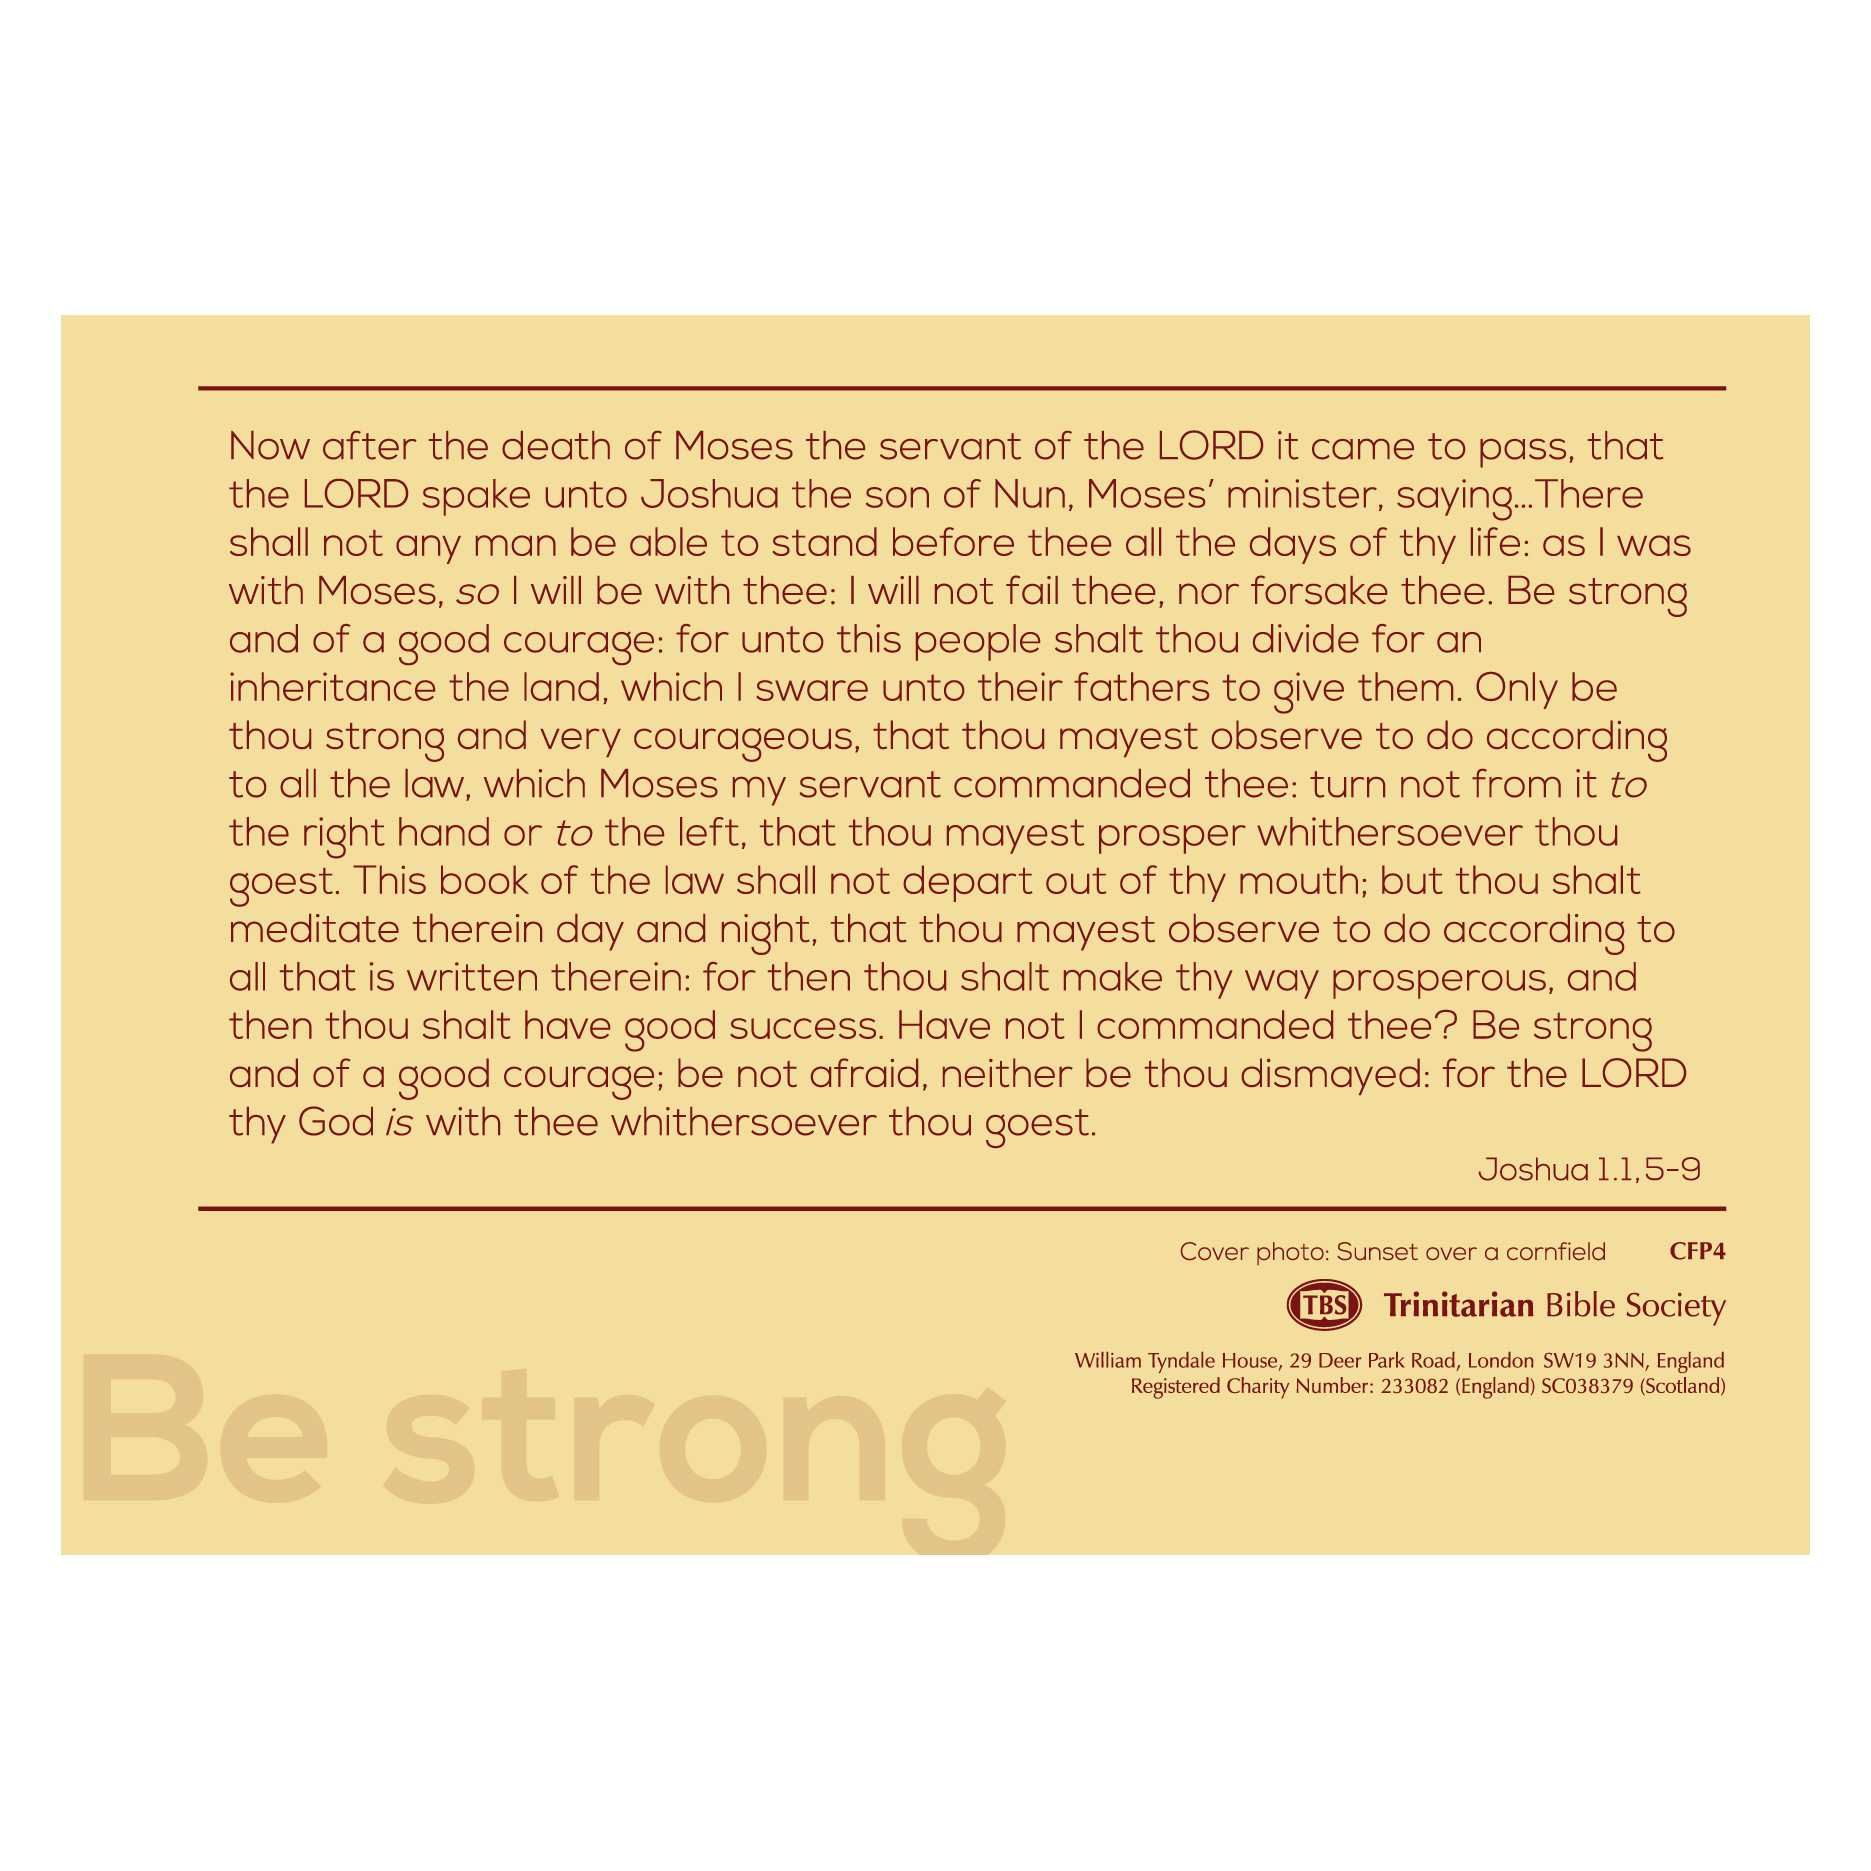 Now after the death of Moses the servant of the LORD it came to pass, that
the LORD spake unto Joshua the son of Nun, Moses’ minister, saying...There
shall not any man be able to stand before thee all the days of thy life: as I was
with Moses, so I will be with thee: I will not fail thee, nor forsake thee. Be strong
and of a good courage: for unto this people shalt thou divide for an
inheritance the land, which I sware unto their fathers to give them. Only be
thou strong and very courageous, that thou mayest observe to do according
to all the law, which Moses my servant commanded thee: turn not from it to
the right hand or to the left, that thou mayest prosper whithersoever thou
goest. This book of the law shall not depart out of thy mouth; but thou shalt
meditate therein day and night, that thou mayest observe to do according to
all that is written therein: for then thou shalt make thy way prosperous, and
then thou shalt have good success. Have not I commanded thee? Be strong
and of a good courage; be not afraid, neither be thou dismayed: for the LORD
thy God is with thee whithersoever thou goest.
Joshua 1.1,5–9
Cover photo: Sunset over a cornfield CFP4
TBS Trinitarian Bible Society
William Tyndale House, 29 Deer Park Road, London SW19 3NN, England
Registered Charity Number: 233082 (England) SC038379 (Scotland)
Be strong